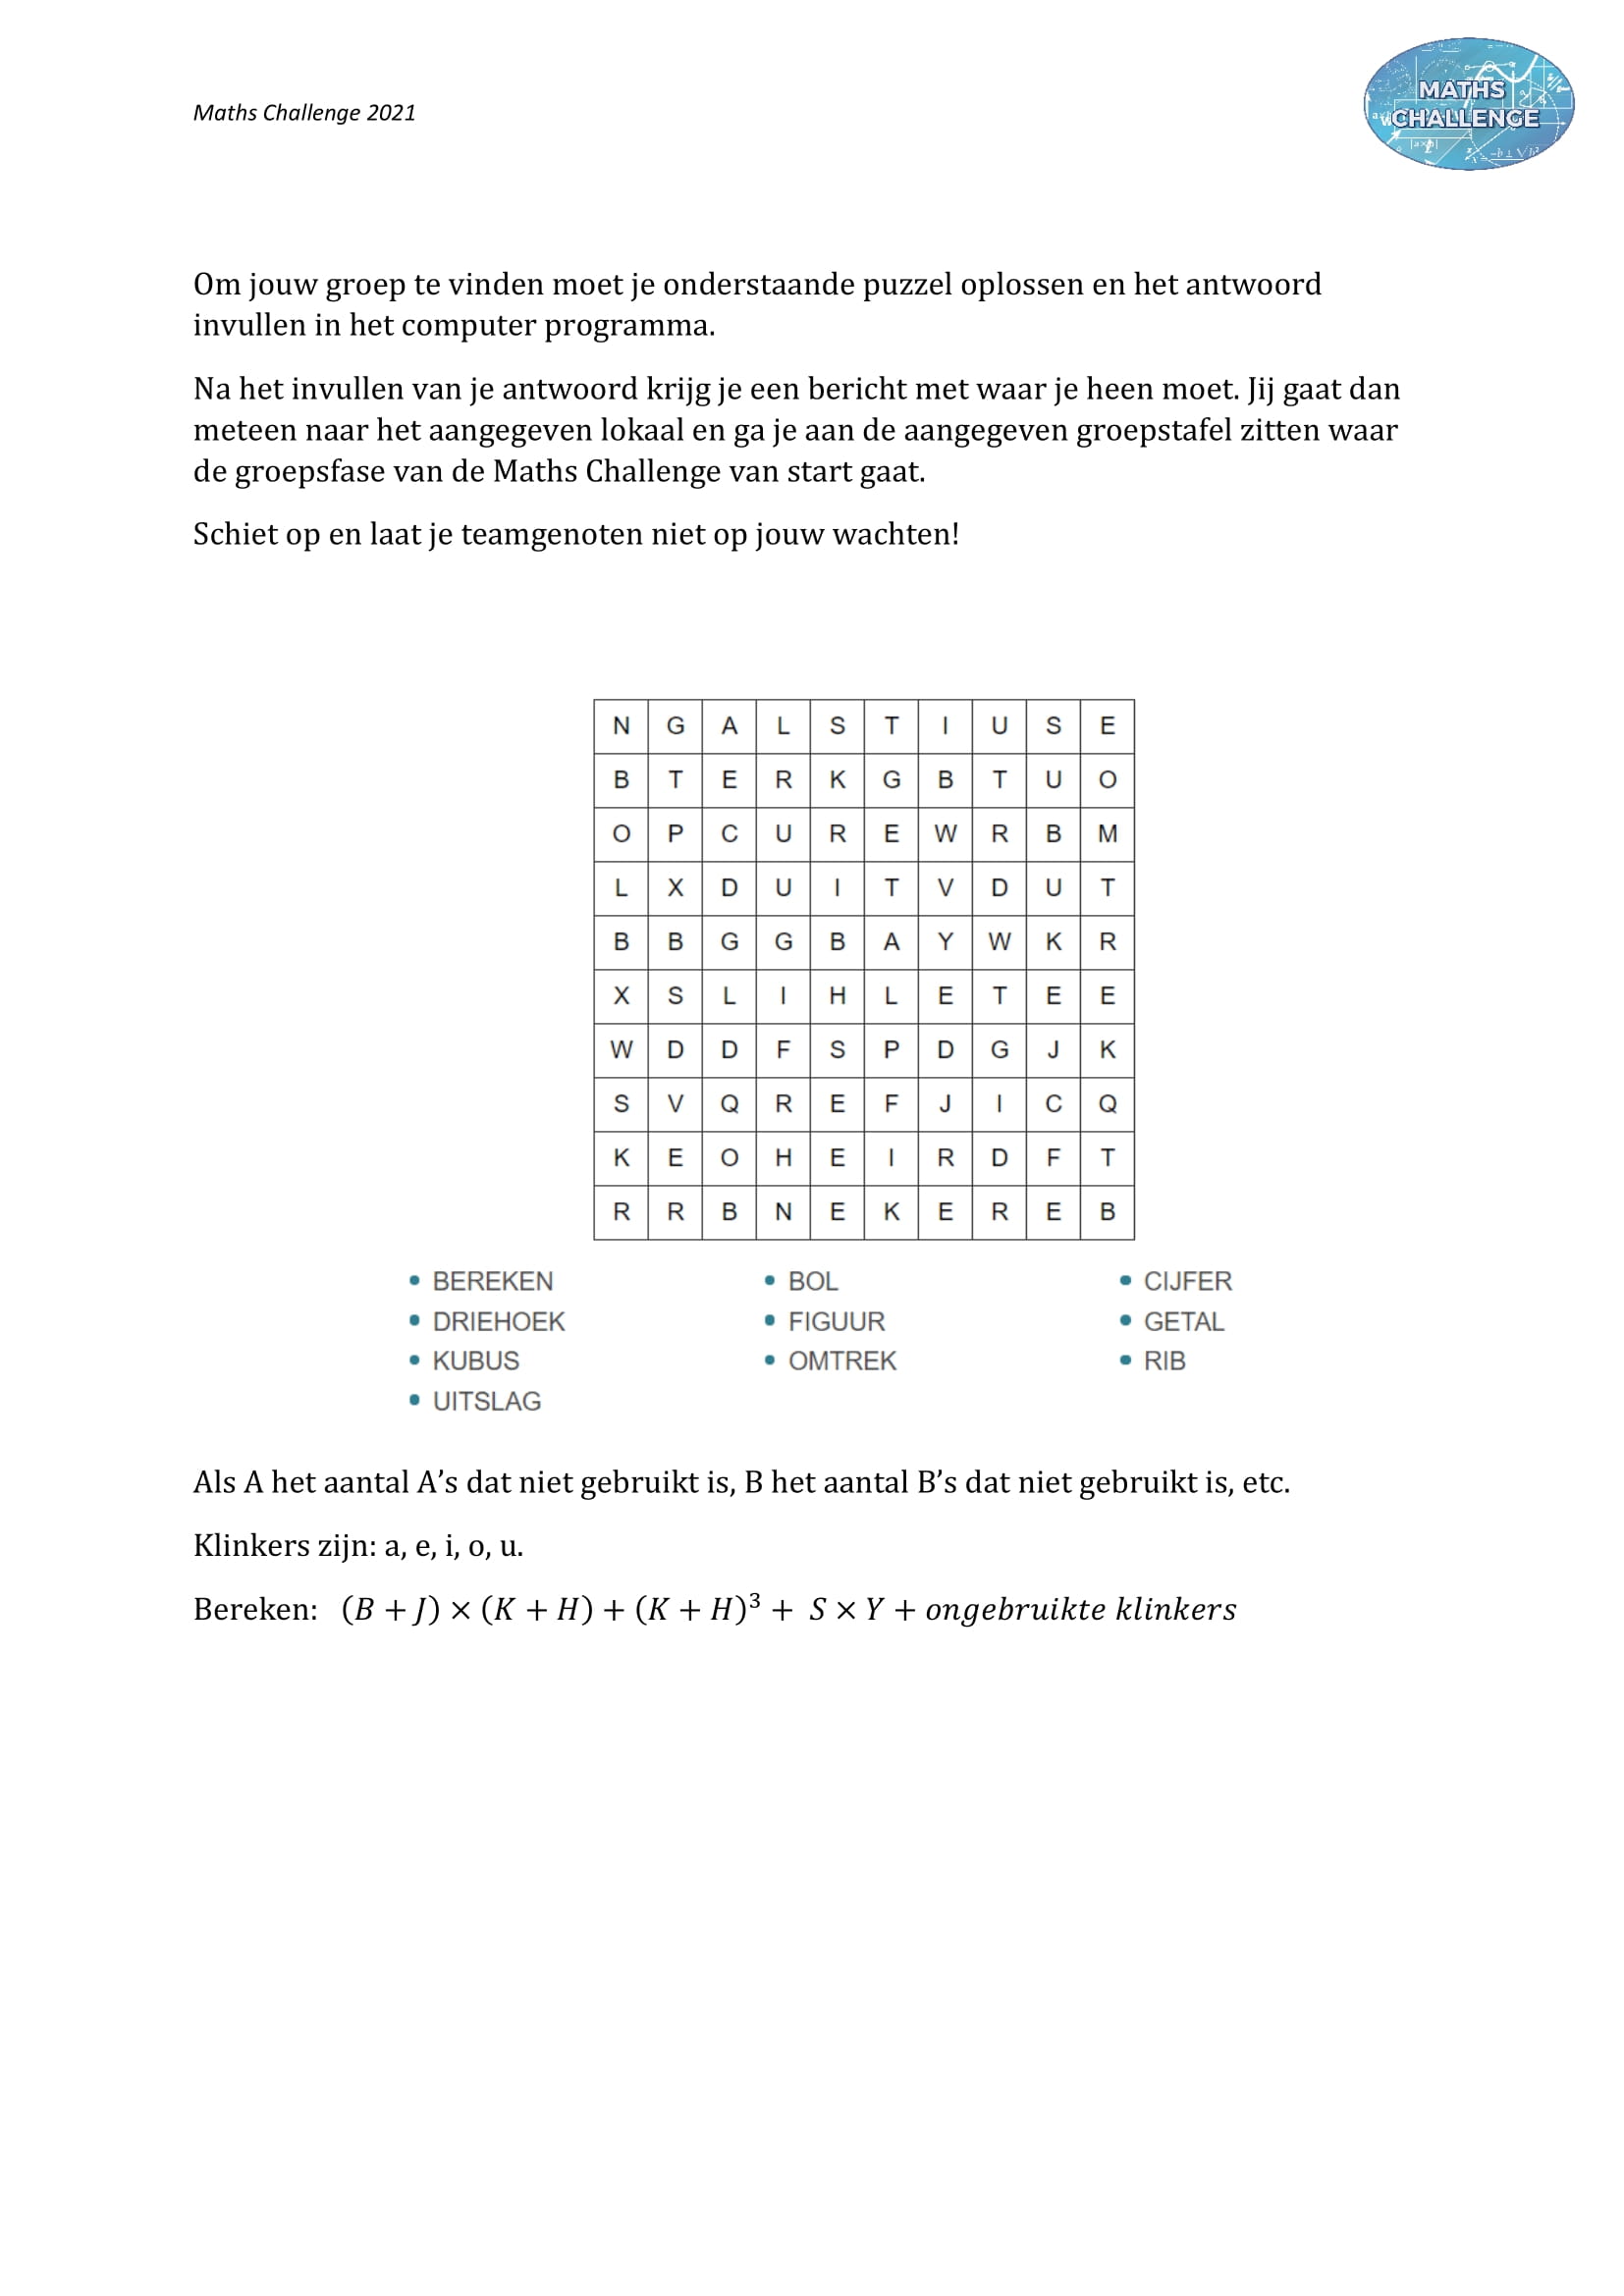 Maths Challenge 2021
MATHS
CHALLENGE
Om jouw groep te vinden moet je onderstaande puzzel oplossen en het antwoord
invullen in het computer programma.
Na het invullen van je antwoord krijg je een bericht met waar je heen moet. Jij gaat dan
meteen naar het aangegeven lokaal en ga je aan de aangegeven groepstafel zitten waar
de groepsfase van de Maths Challenge van start gaat.
Schiet op en laat je teamgenoten niet op jouw wachten!
N G A L S T I U S E
B T E R K G B T U O
O P C U R E W R B M
L X D U I T V D U T
B B G G B A Y W K R
X S L I H L E T E E
W D D F S P D G J K
S V Q R E F J I C Q
K E O H E I R D F T
R R B N E K E R E B
• BEREKEN • BOL • CIJFER
• DRIEHOEK • FIGUUR • GETAL
• KUBUS • OMTREK • RIB
• UITSLAG
Als A het aantal A’s dat niet gebruikt is, B het aantal B’s dat niet gebruikt is, etc.
Klinkers zijn: a, e, i, o, u.
Bereken: (B + J) × (K + H) + (K + H)³ + S × Y + ongebruikte klinkers